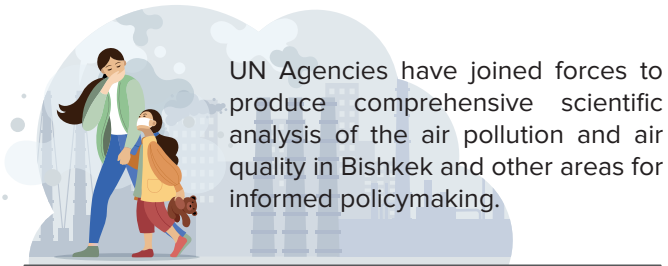 UN Agencies have joined forces to
produce comprehensive scientific
analysis of the air pollution and air
quality in Bishkek and other areas for
informed policymaking.